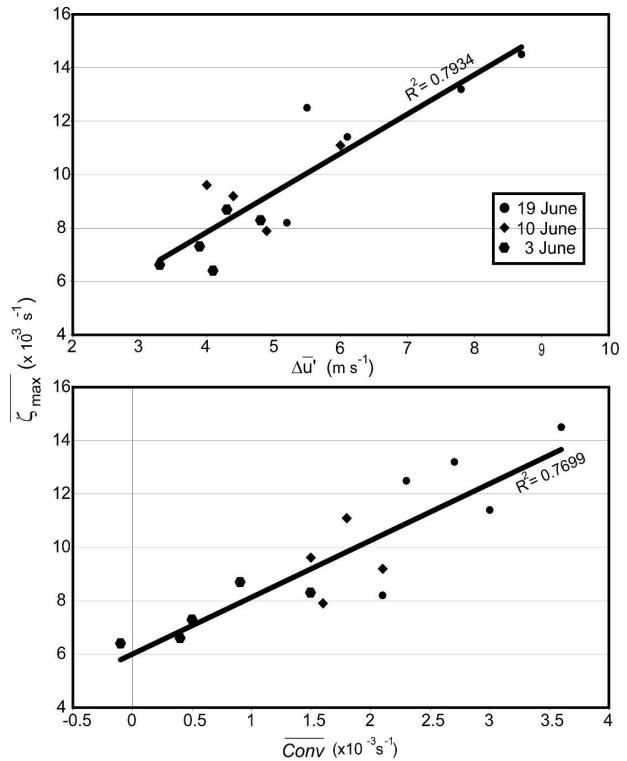 16
14
12
10
8
6
4
R²= 0.7934
19 June
10 June
3 June
2 3 4 5 6 7 8 9 10
Δu̅' (m s⁻¹)
ζmax (x 10⁻³ s⁻¹)
16
14
12
10
8
6
4
R²= 0.7699
-0.5 0 0.5 1 1.5 2 2.5 3 3.5 4
Conv (x10⁻³s⁻¹)